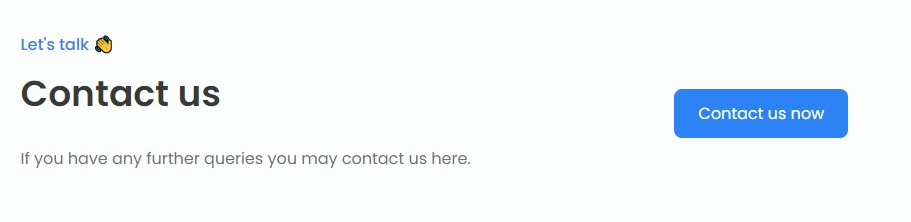 Let's talk 👋
Contact us
If you have any further queries you may contact us here.
Contact us now